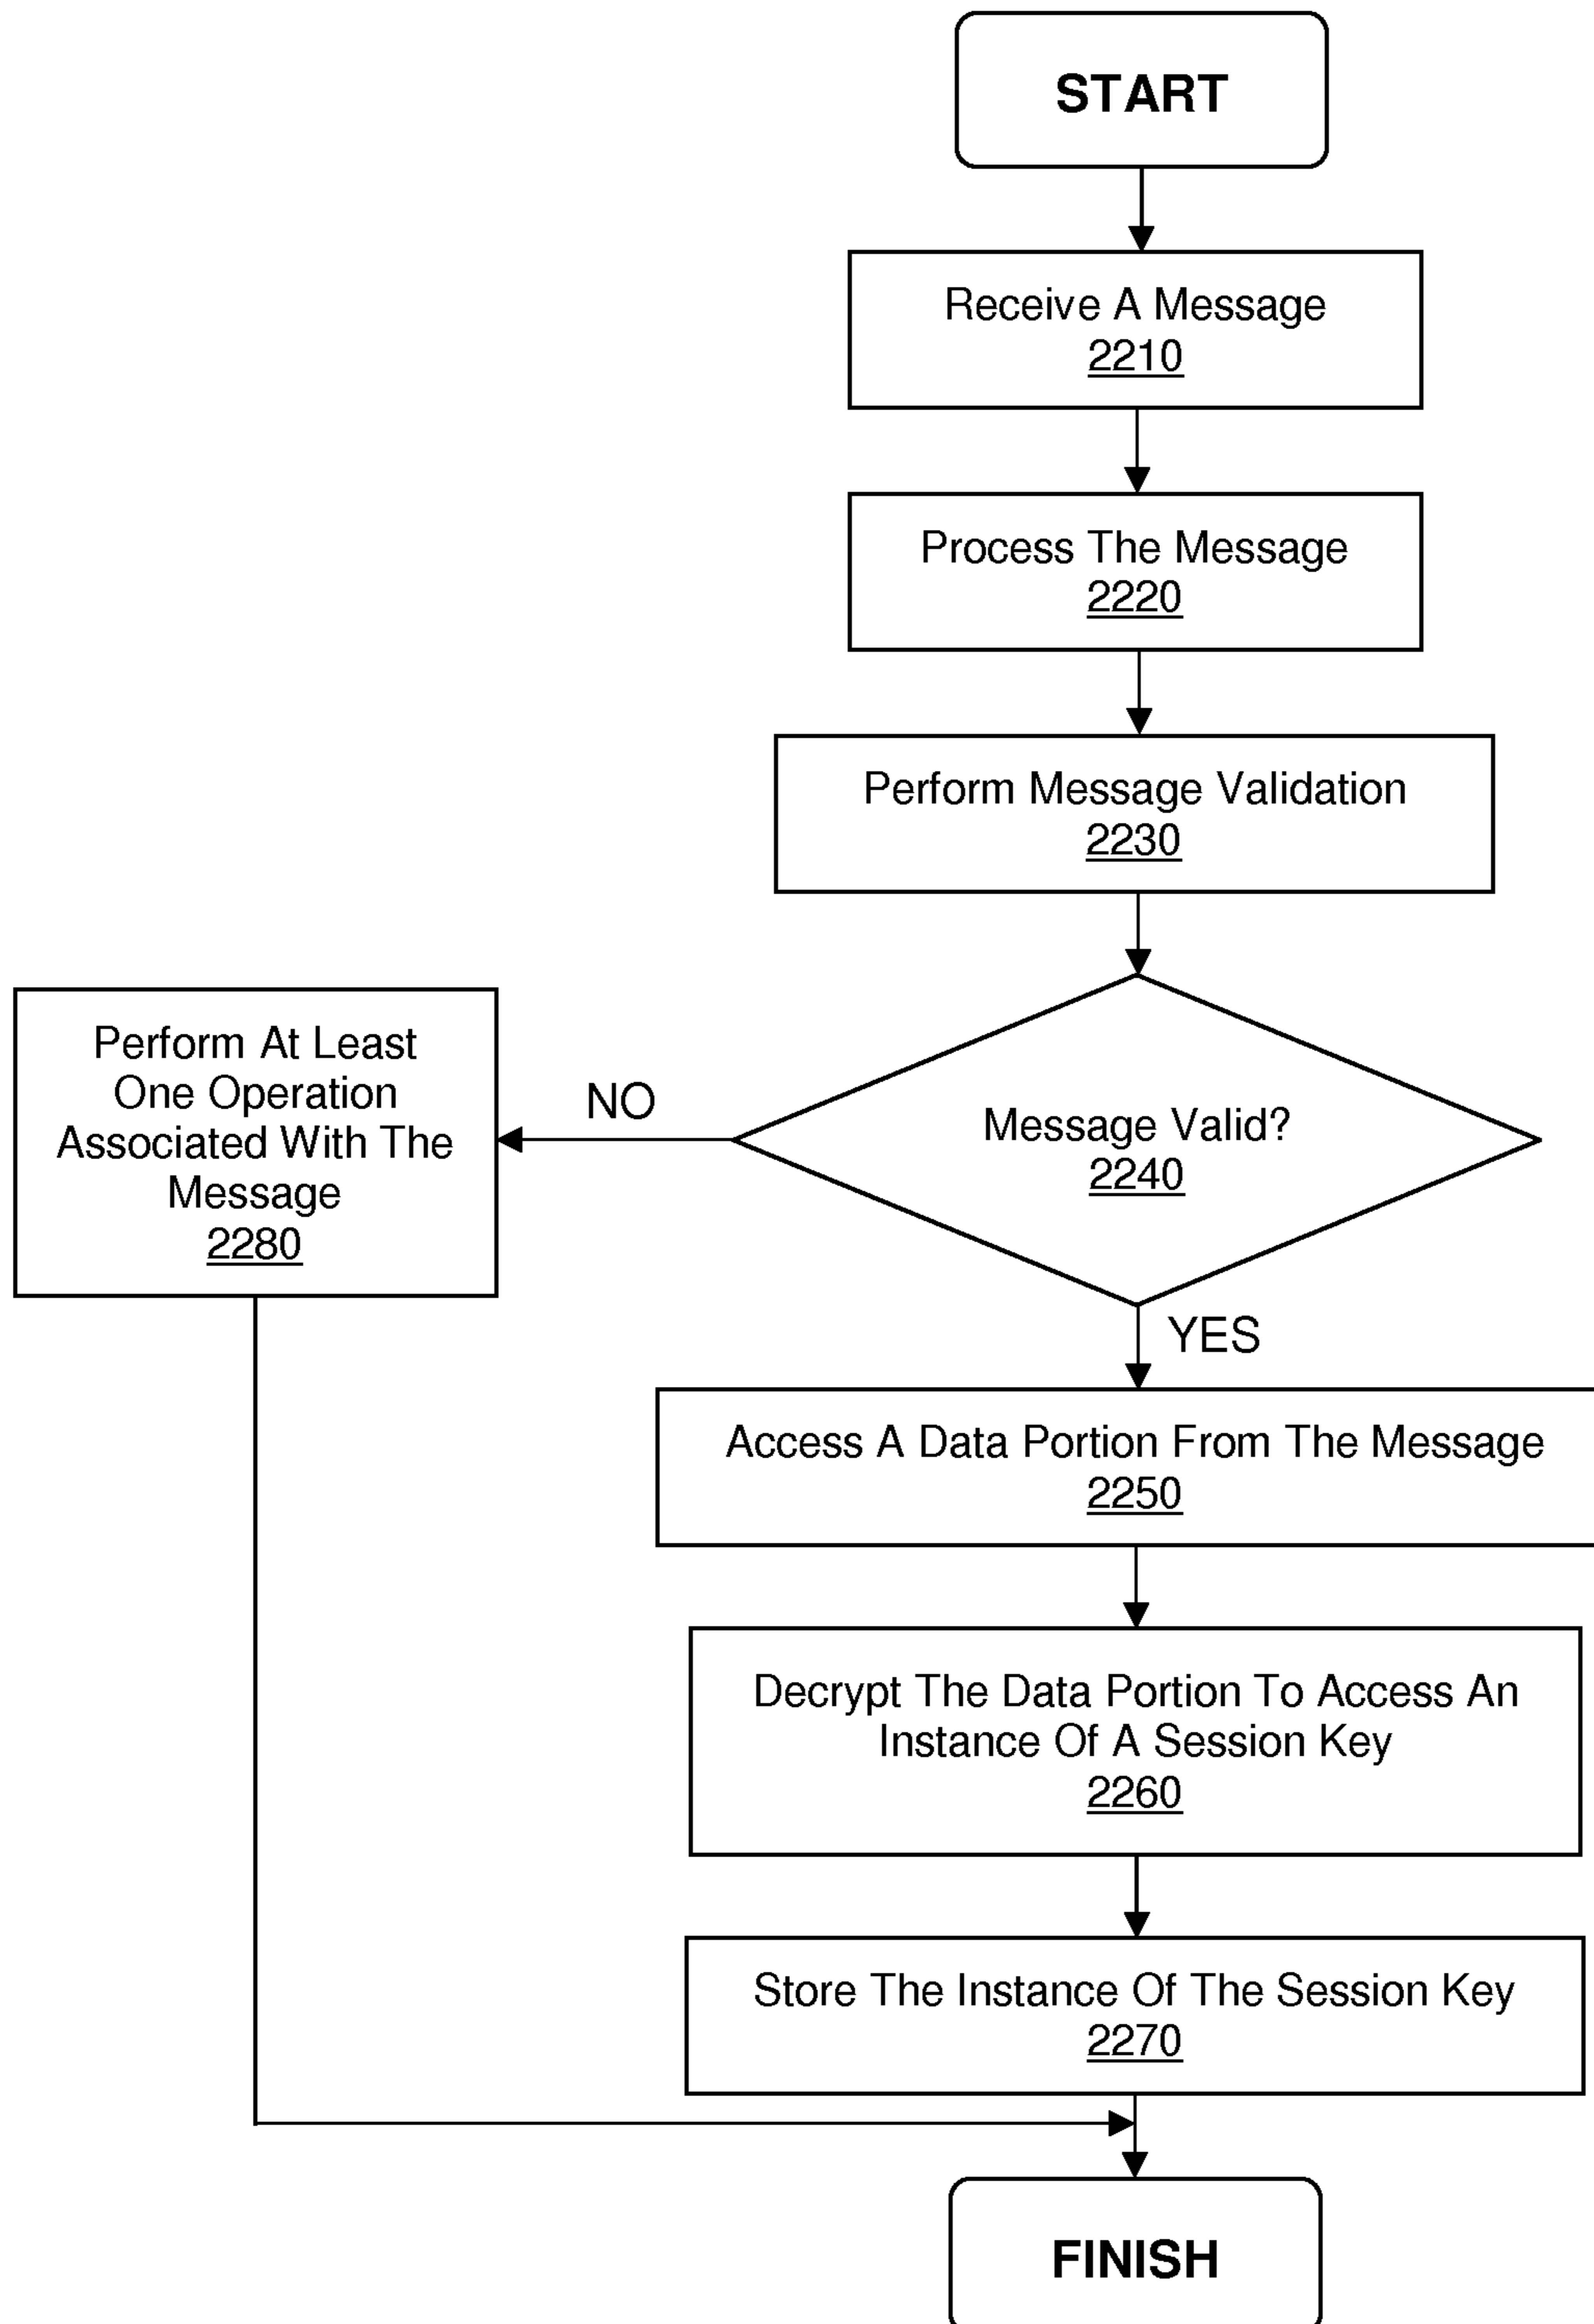 START
Receive A Message
2210
Process The Message
2220
Perform Message Validation
2230
Perform At Least
One Operation
Associated With The
Message
2280
NO
Message Valid?
2240
YES
Access A Data Portion From The Message
2250
Decrypt The Data Portion To Access An
Instance Of A Session Key
2260
Store The Instance Of The Session Key
2270
FINISH